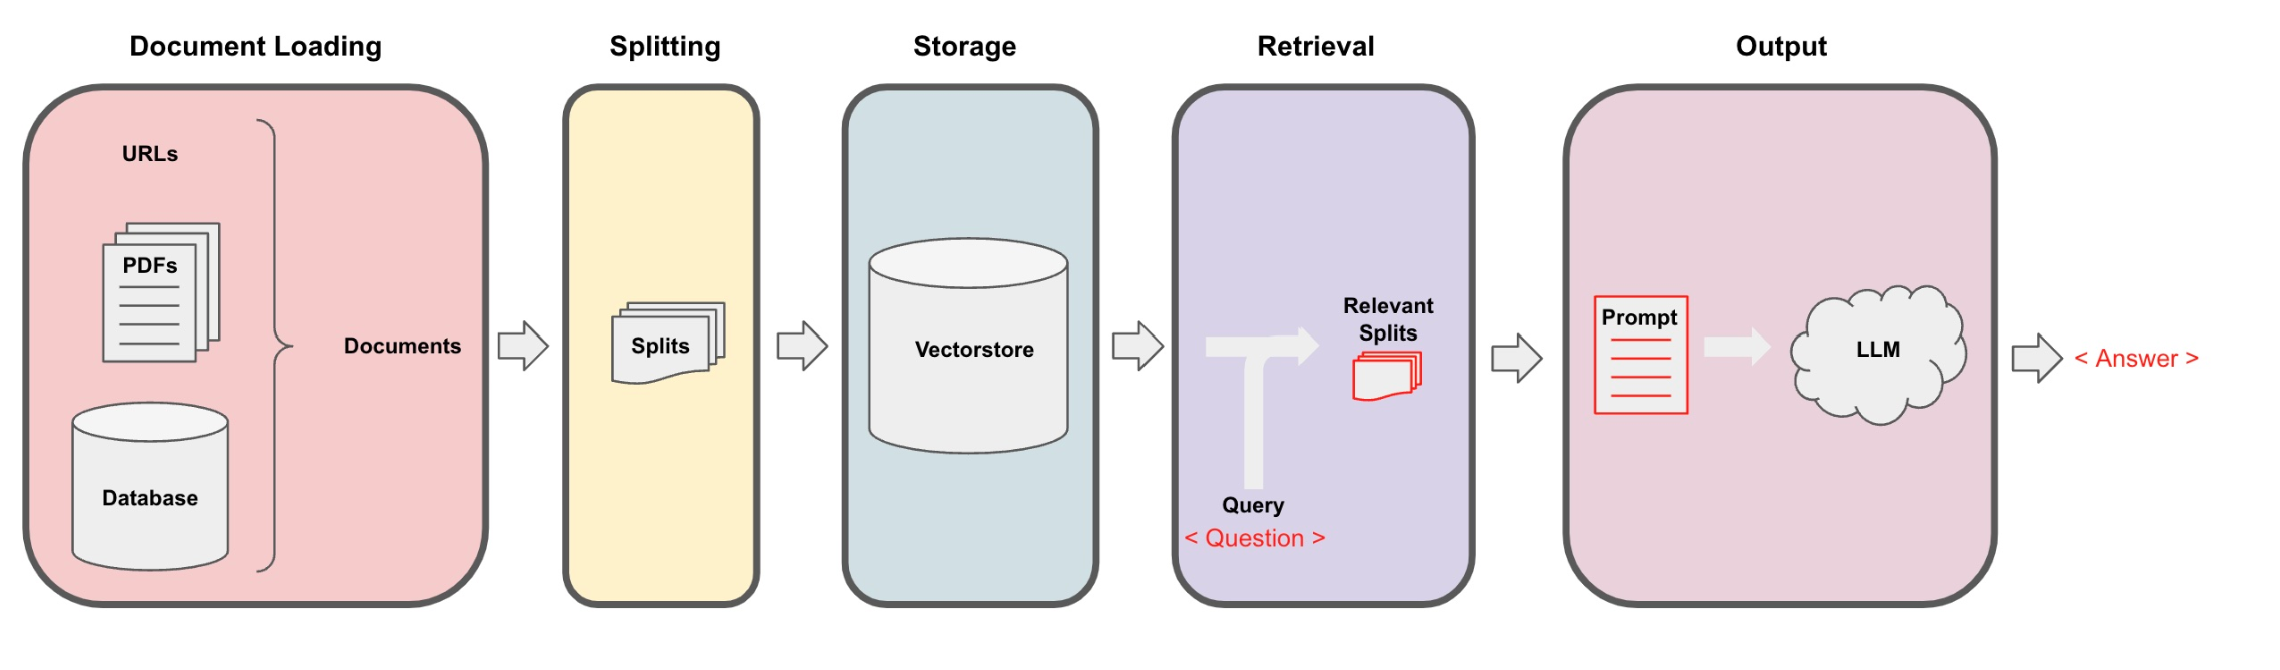 Document Loading
Splitting
Storage
Retrieval
Output
URLs
PDFs
Documents
Database
Splits
Vectorstore
Relevant
Splits
Query
< Question >
Prompt
LLM
< Answer >